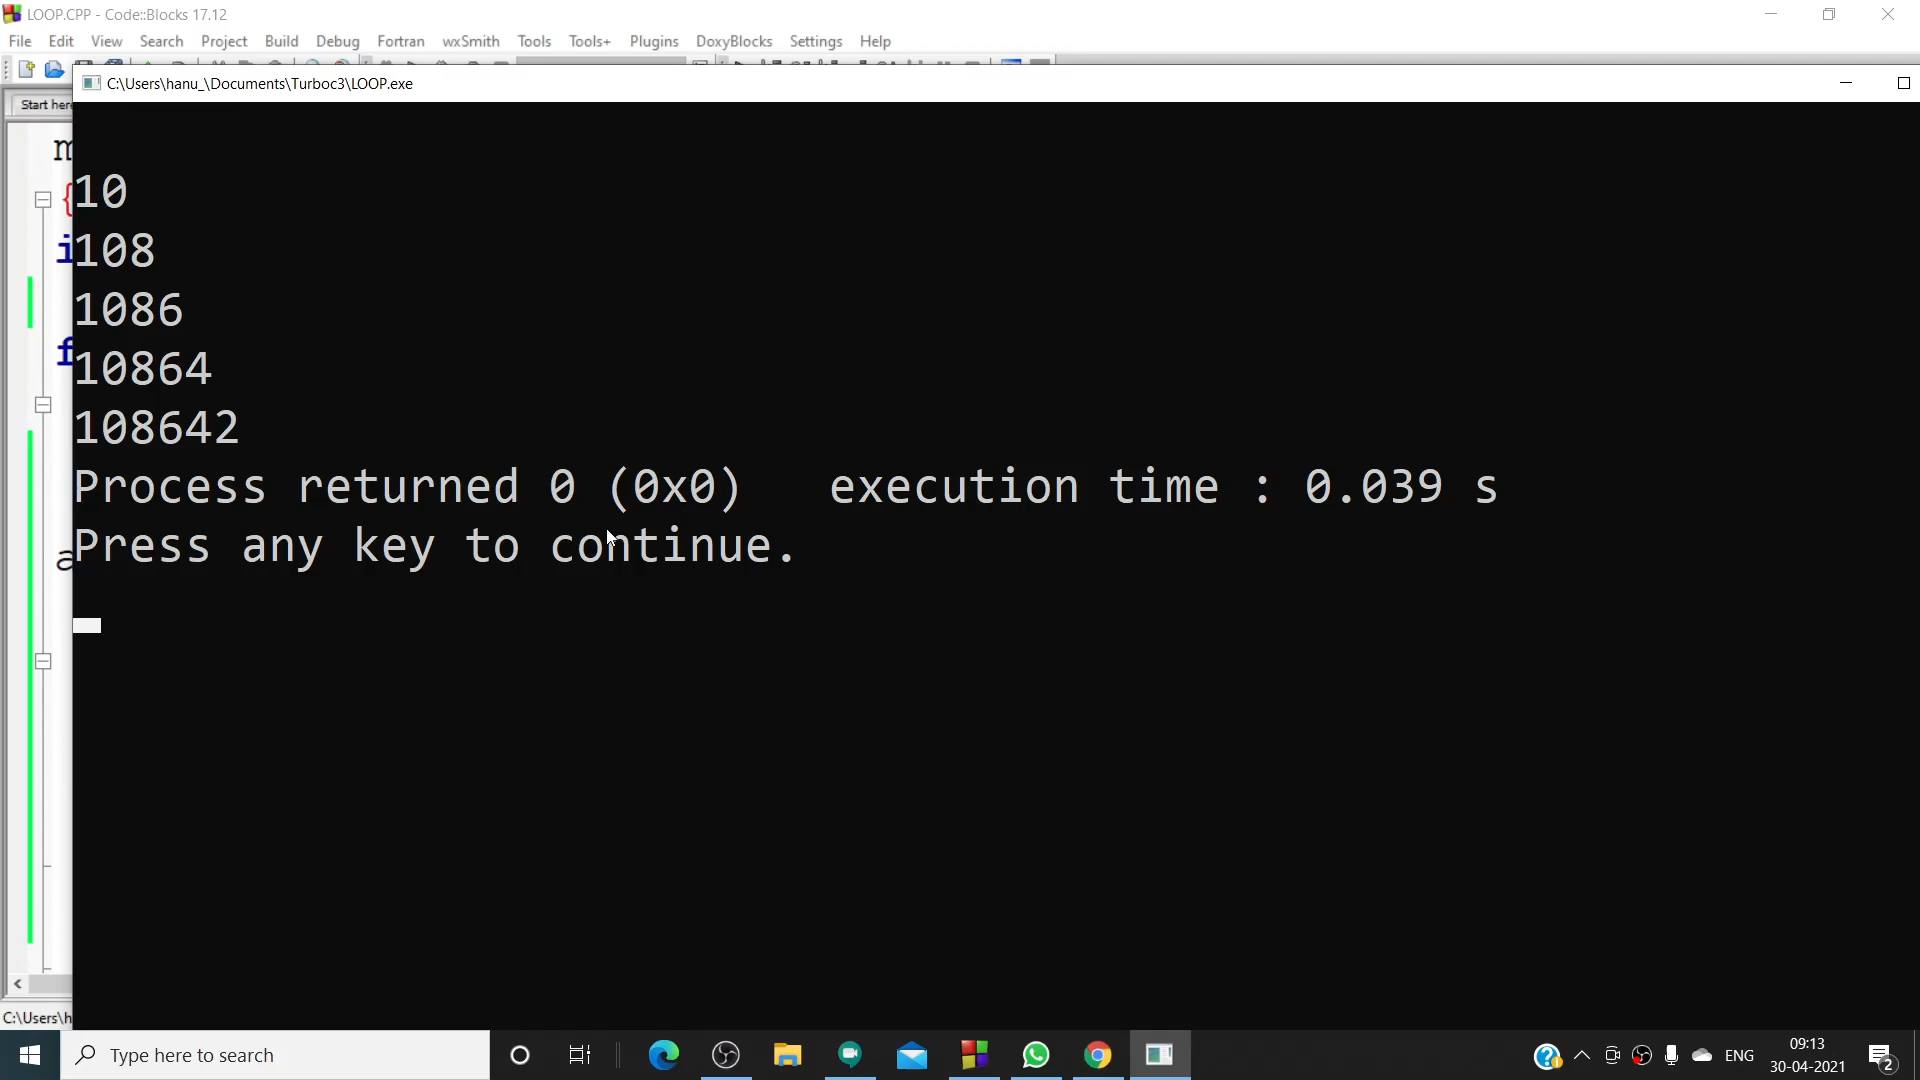 LOOP.CPP - Code::Blocks 17.12
File Edit View Search Project Build Debug Fortran wxSmith Tools Tools+ Plugins DoxyBlocks Settings Help
C:\Users\hanu_\Documents\Turboc3\LOOP.exe
Start here
m
{
10
i
108
1086
f
10864
108642
Process returned 0 (0x0)   execution time : 0.039 s
a
Press any key to continue.
C:\Users\h
Type here to search
ENG
09:13
30-04-2021
2